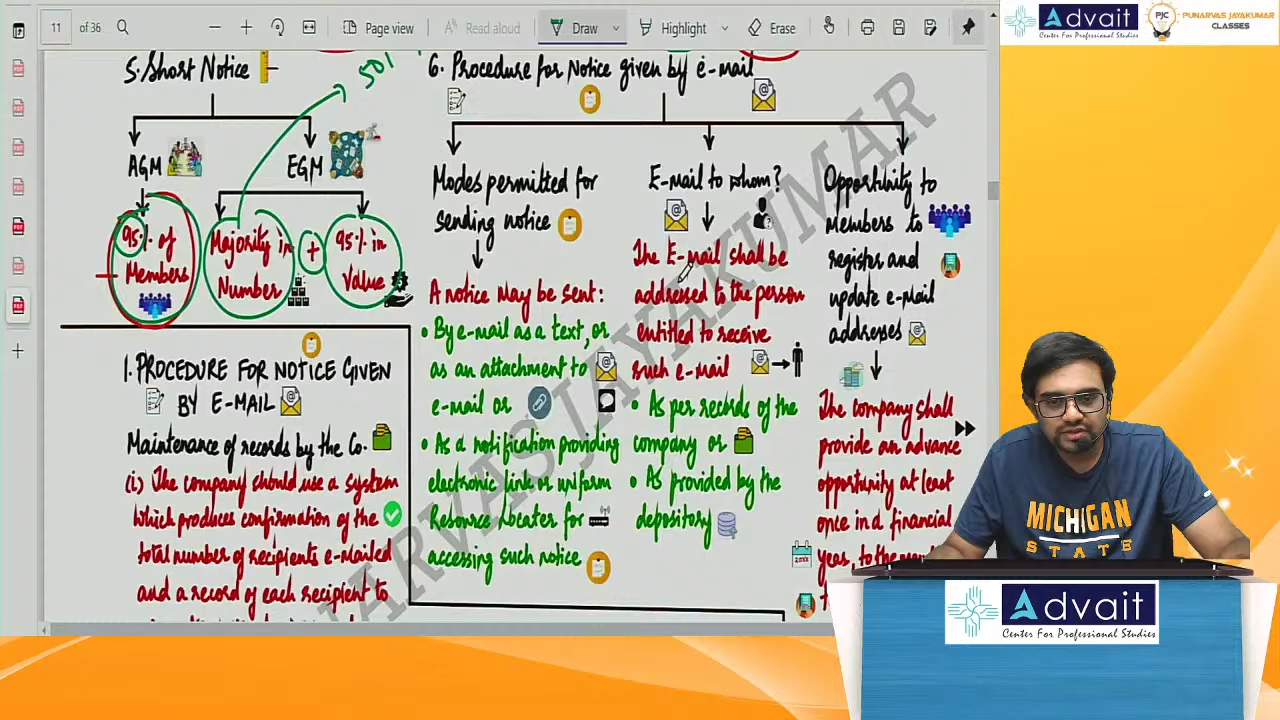 11 of 36
Page view
Read aloud
Draw
Highlight
Erase
Advait
Center For Professional Studies
PJC
PUNARVAS JAYAKUMAR
CLASSES
5. Short Notice
501
AGM
EGM
95% of
Members
Majority in
Number
+
95% in
Value
6. Procedure for Notice given by e-mail
Modes permitted for
sending notice
A notice May be sent:
• By e-mail as a text, or
as an attachment to
e-mail or
• As a notification providing
electronic link or uniform
Resource Locater for
accessing such notice
E-mail to whom?
The E-mail shall be
addressed to the person
entitled to receive
such e-mail
• As per records of the
company or
• As provided by the
depository
Opportunity to
Members to
register and
update e-Mail
addresses
The company shall
provide an advance
opportunity at least
once in a financial
year, to the
1. PROCEDURE FOR NOTICE GIVEN
BY E-MAIL
Maintenance of records by the Co.
(i) The company should use a system
which produces confirmation of the
total number of recipients e-mailed
and a record of each recipient to
ARVAS JAYAKUMAR
MICHIGAN
STATE
Advait
Center For Professional Studies